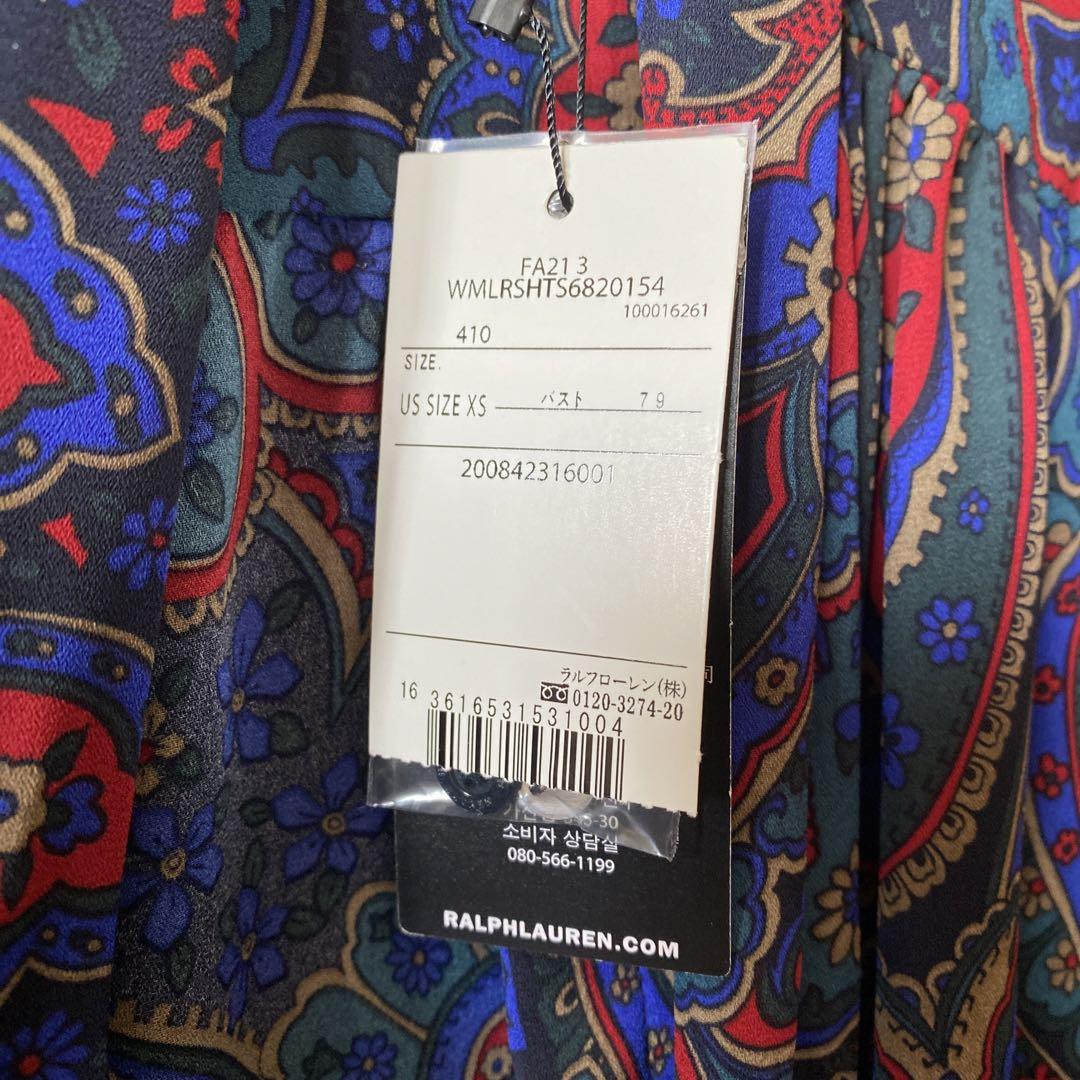 FA21 3
WMLRSHTS6820154
100016261
410
SIZE.
US SIZE XS バスト 79
200842316001
ラルフローレン(株)
0120-3274-20
16 3616531531004
소비자 상담실
080-566-1199
RALPHLAUREN.COM